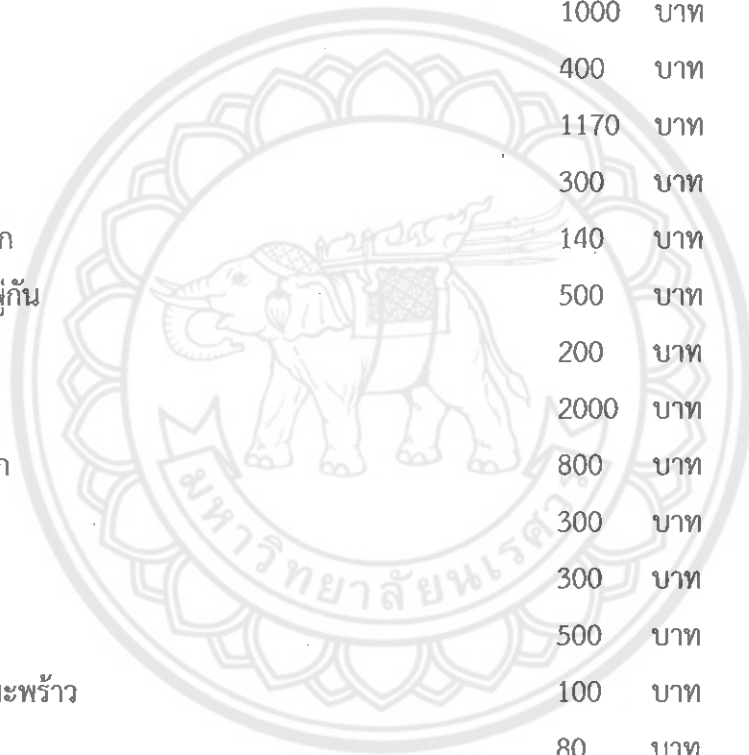 1000 บาท
400 บาท
1170 บาท
300 บาท
ก 140 บาท
ู่กัน 500 บาท
200 บาท
2000 บาท
ก 800 บาท
300 บาท
300 บาท
500 บาท
มะพร้าว 100 บาท
80 บาท
มหาวิทยาลัยนเรศวร